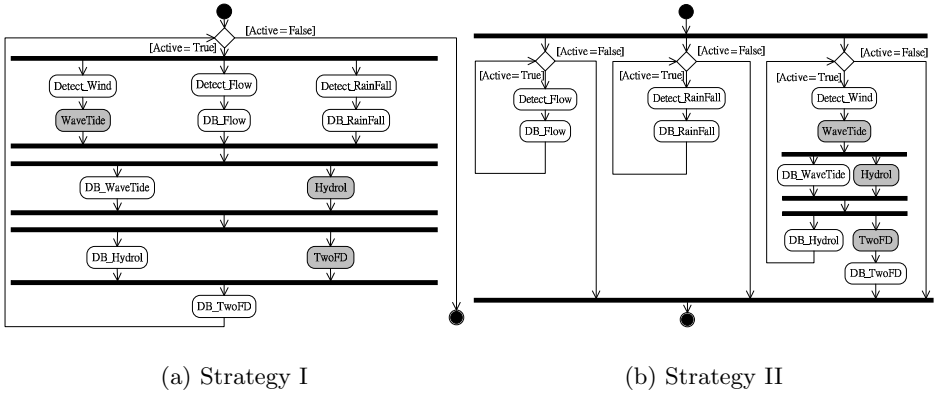 [Active=False]
[Active=True]
Detect_Wind
Detect_Flow
Detect_RainFall
WaveTide
DB_Flow
DB_RainFall
DB_WaveTide
Hydrol
DB_Hydrol
TwoFD
DB_TwoFD
(a) Strategy I
[Active=False]
[Active=True]
Detect_Flow
DB_Flow
[Active=False]
[Active=True]
Detect_RainFall
DB_RainFall
[Active=False]
[Active=True]
Detect_Wind
WaveTide
DB_WaveTide
Hydrol
DB_Hydrol
TwoFD
DB_TwoFD
(b) Strategy II